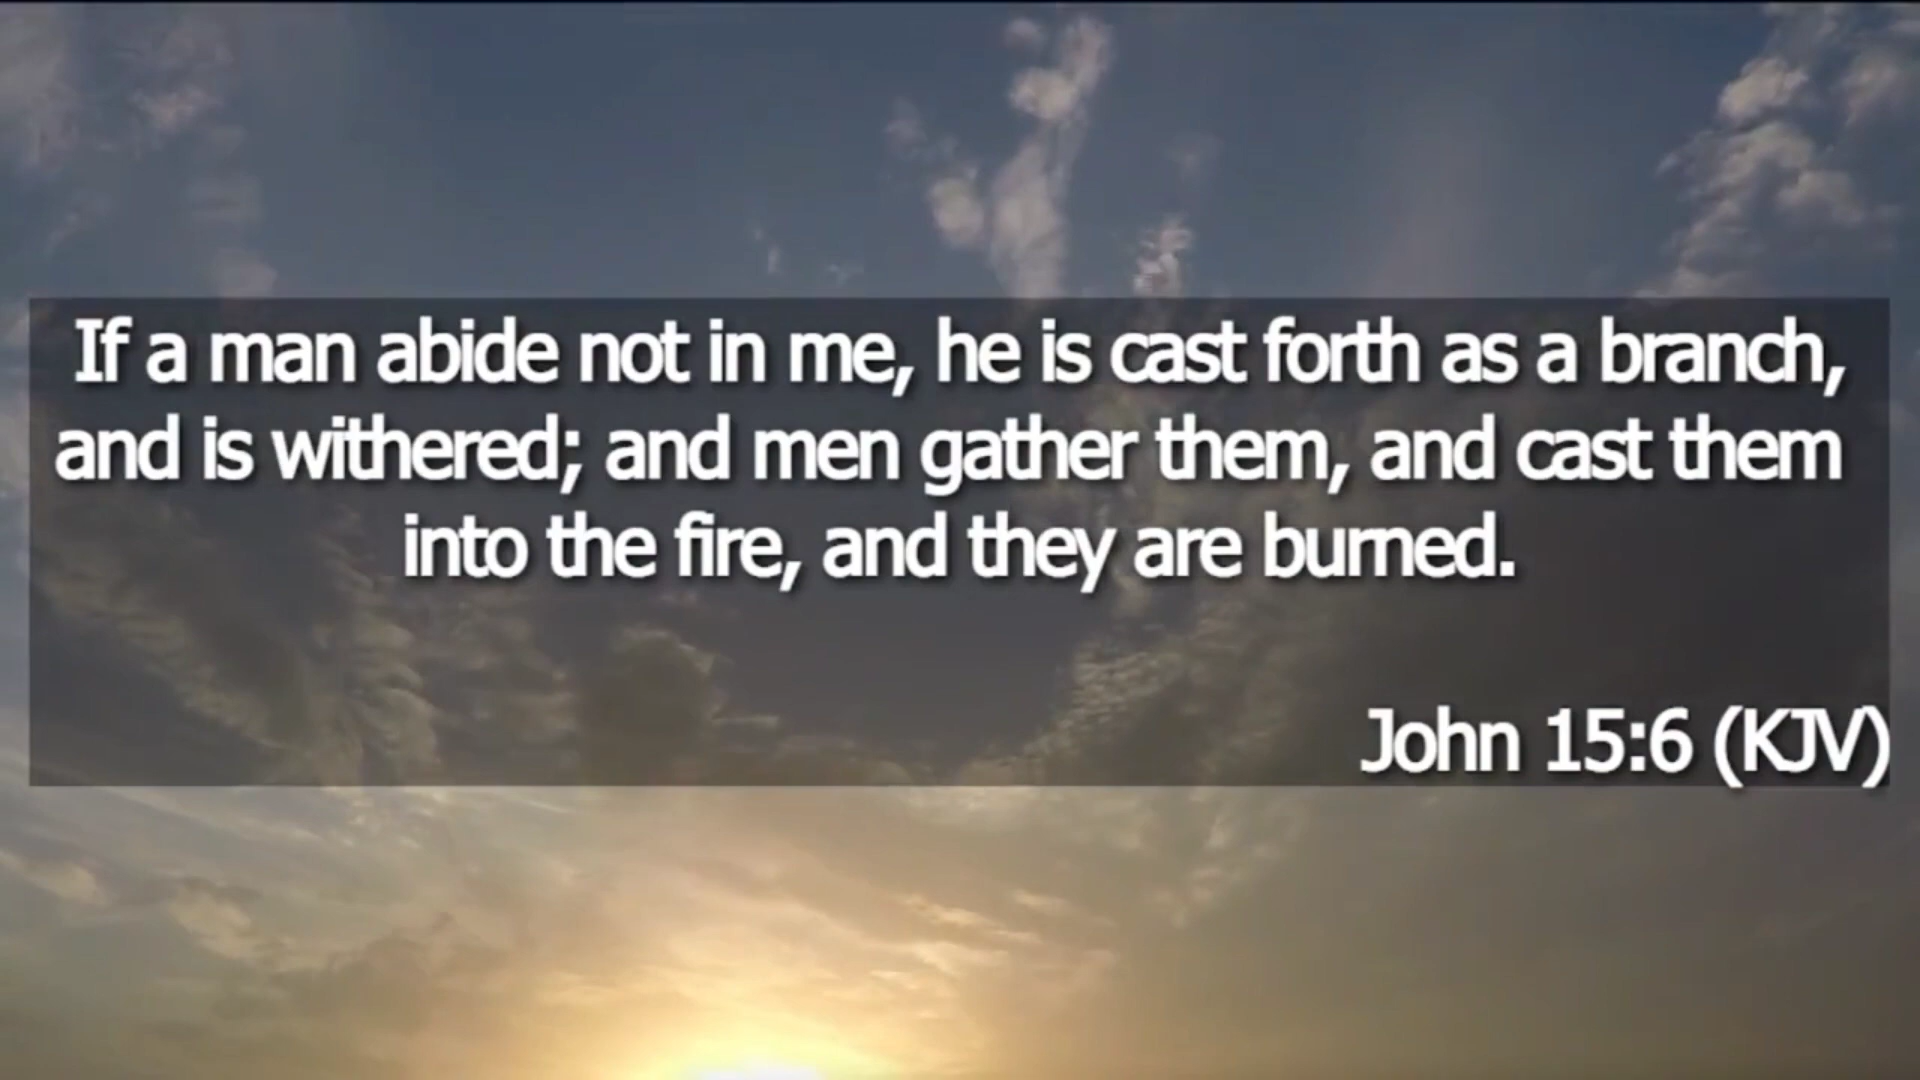 If a man abide not in me, he is cast forth as a branch,
and is withered; and men gather them, and cast them
into the fire, and they are burned.
John 15:6 (KJV)